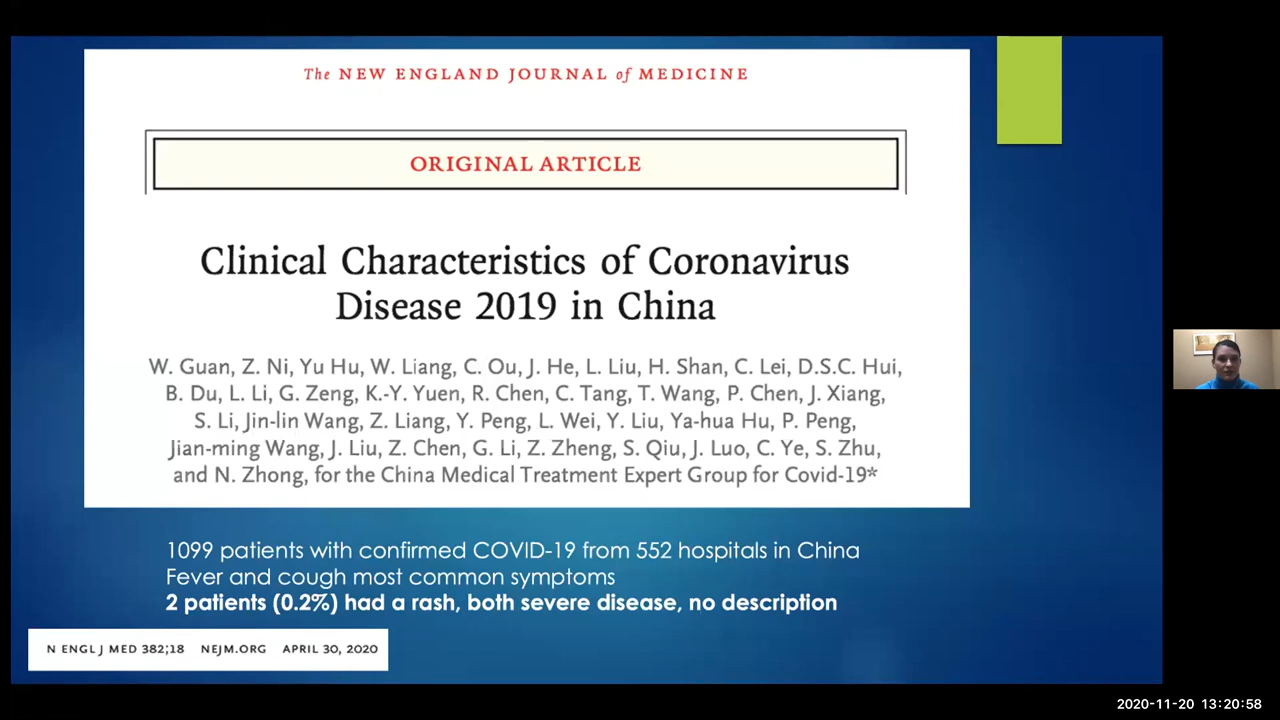 The NEW ENGLAND JOURNAL of MEDICINE
ORIGINAL ARTICLE
Clinical Characteristics of Coronavirus
Disease 2019 in China
W. Guan, Z. Ni, Yu Hu, W. Liang, C. Ou, J. He, L. Liu, H. Shan, C. Lei, D.S.C. Hui,
B. Du, L. Li, G. Zeng, K.-Y. Yuen, R. Chen, C. Tang, T. Wang, P. Chen, J. Xiang,
S. Li, Jin-lin Wang, Z. Liang, Y. Peng, L. Wei, Y. Liu, Ya-hua Hu, P. Peng,
Jian-ming Wang, J. Liu, Z. Chen, G. Li, Z. Zheng, S. Qiu, J. Luo, C. Ye, S. Zhu,
and N. Zhong, for the China Medical Treatment Expert Group for Covid-19*
1099 patients with confirmed COVID-19 from 552 hospitals in China
Fever and cough most common symptoms
2 patients (0.2%) had a rash, both severe disease, no description
N ENGL J MED 382;18 NEJM.ORG APRIL 30, 2020
2020-11-20 13:20:58